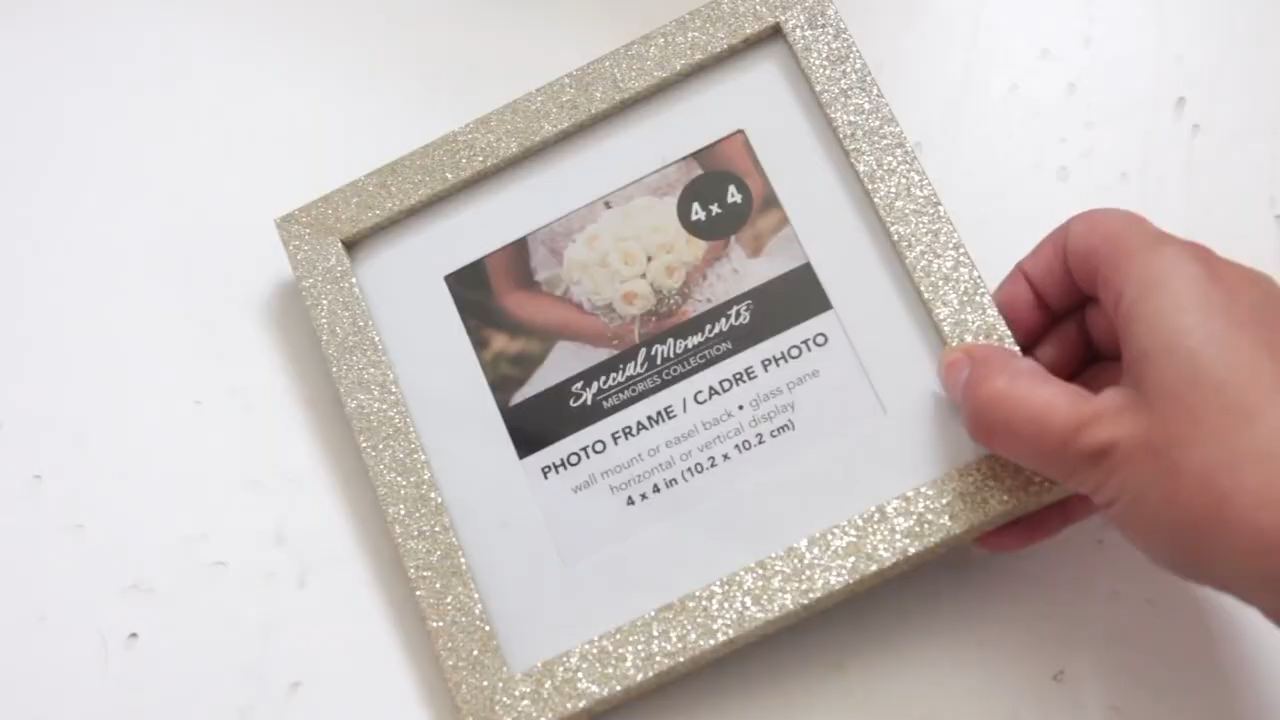 4 x 4
Special Moments
MEMORIES COLLECTION
PHOTO FRAME / CADRE PHOTO
wall mount or easel back • glass pane
horizontal or vertical display
4 x 4 in (10.2 x 10.2 cm)